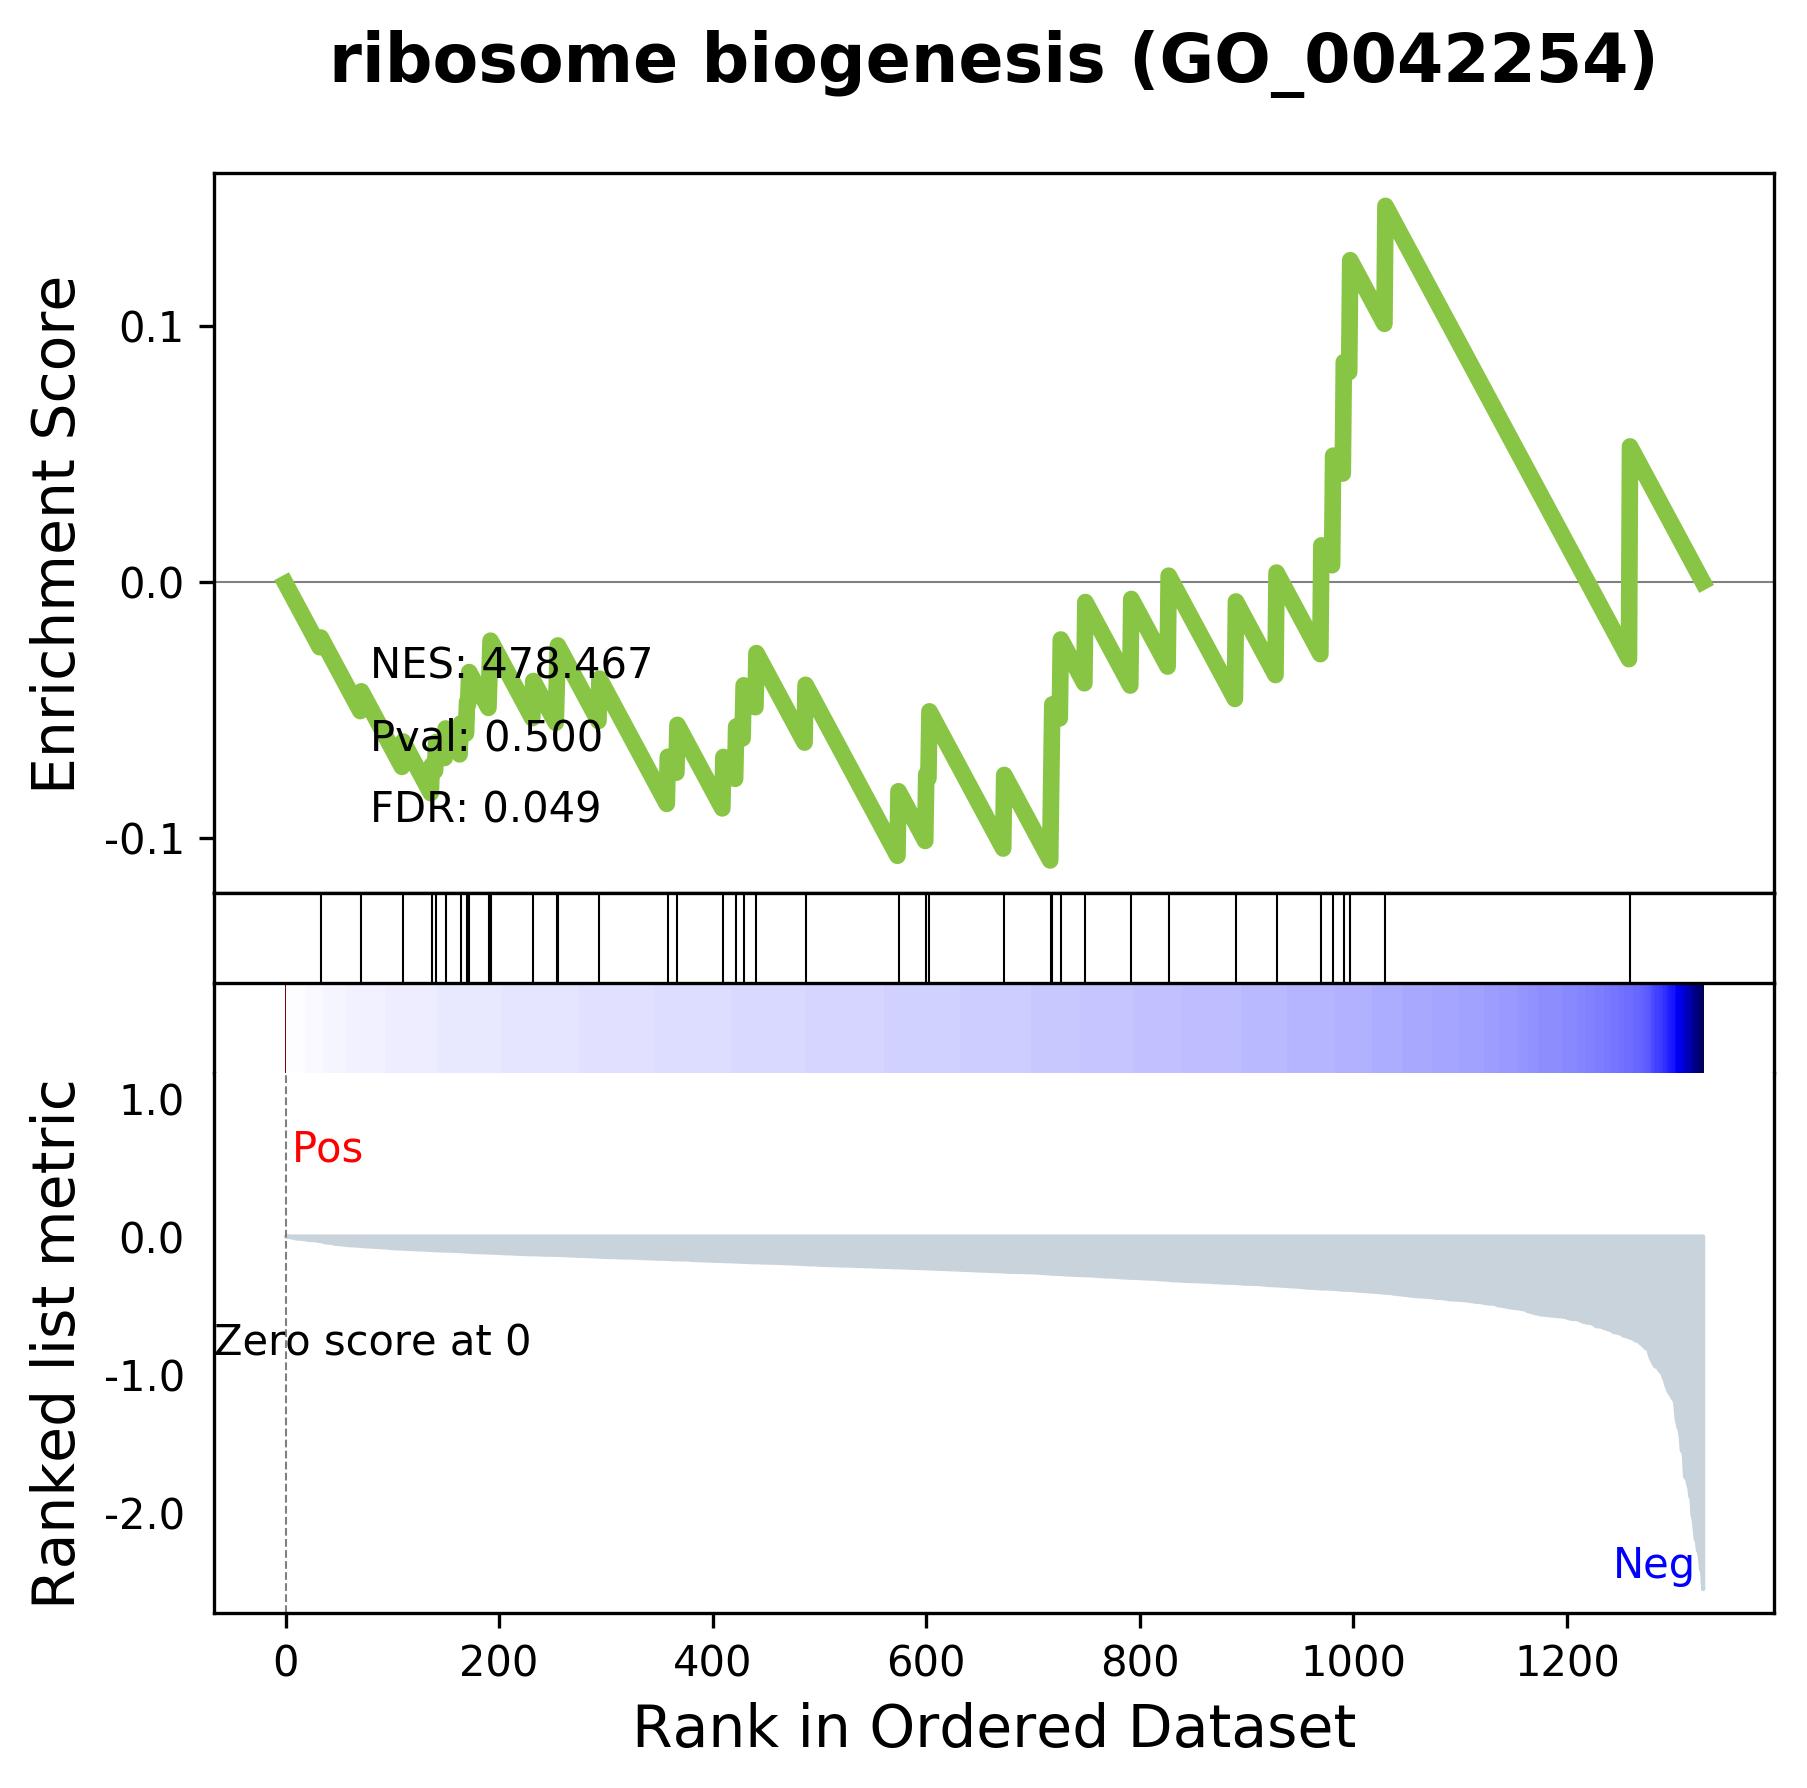 ribosome biogenesis (GO_0042254)
Enrichment Score
0.1
0.0
-0.1
NES: 478.467
Pval: 0.500
FDR: 0.049
Ranked list metric
1.0
0.0
-1.0
-2.0
Pos
Zero score at 0
Neg
0 200 400 600 800 1000 1200
Rank in Ordered Dataset